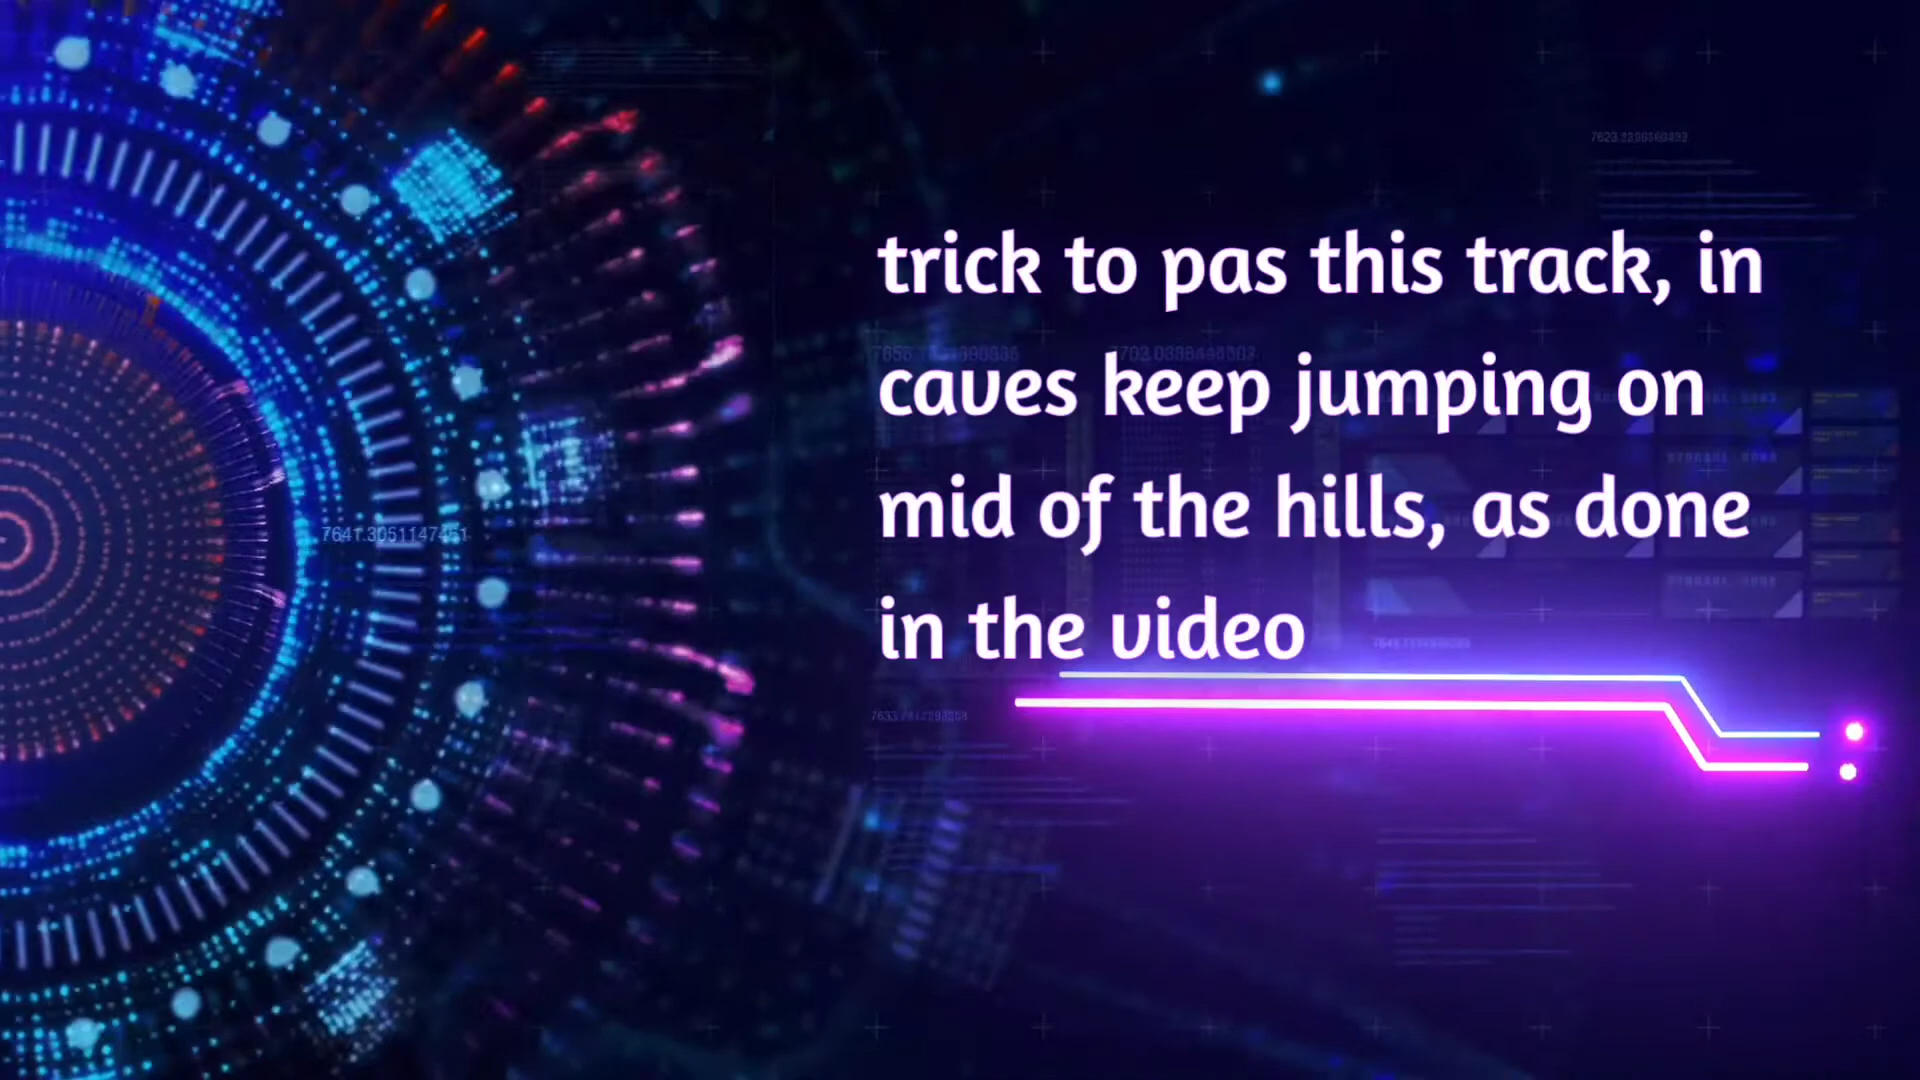 trick to pas this track, in
caves keep jumping on
mid of the hills, as done
in the video